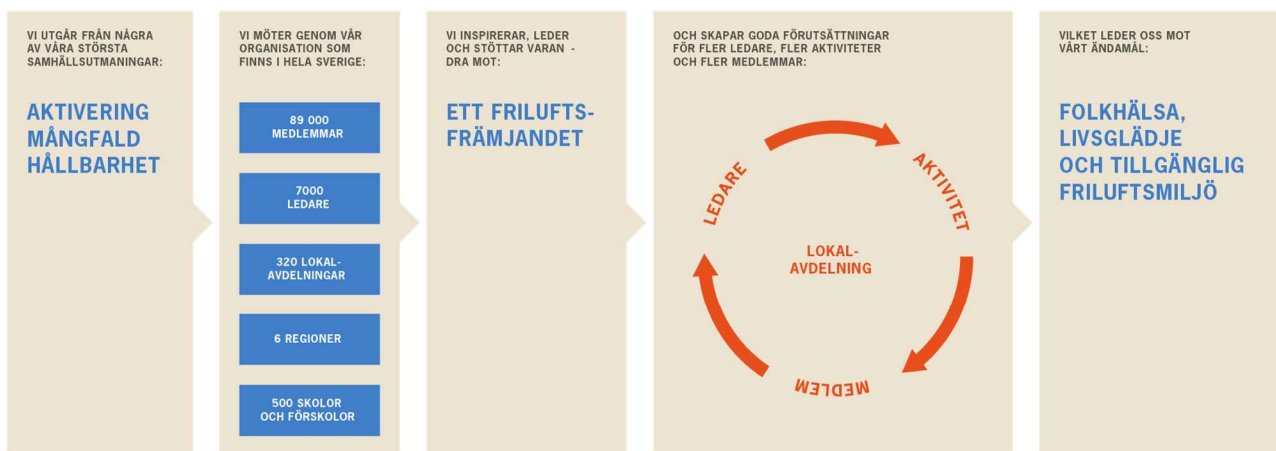 VI UTGÅR FRÅN NÅGRA
AV VÅRA STÖRSTA
SAMHÄLLSUTMANINGAR:
AKTIVERING
MÅNGFALD
HÅLLBARHET
VI MÖTER GENOM VÅR
ORGANISATION SOM
FINNS I HELA SVERIGE:
89 000
MEDLEMMAR
7000
LEDARE
320 LOKAL-
AVDELNINGAR
6 REGIONER
500 SKOLOR
OCH FÖRSKOLOR
VI INSPIRERAR, LEDER
OCH STÖTTAR VARAN -
DRA MOT:
ETT FRILUFTS-
FRÄMJANDET
OCH SKAPAR GODA FÖRUTSÄTTNINGAR
FÖR FLER LEDARE, FLER AKTIVITETER
OCH FLER MEDLEMMAR:
LEDARE
AKTIVITET
LOKAL-
AVDELNING
MEDLEM
VILKET LEDER OSS MOT
VÅRT ÄNDAMÅL:
FOLKHÄLSA,
LIVSGLÄDJE
OCH TILLGÄNGLIG
FRILUFTSMILJÖ